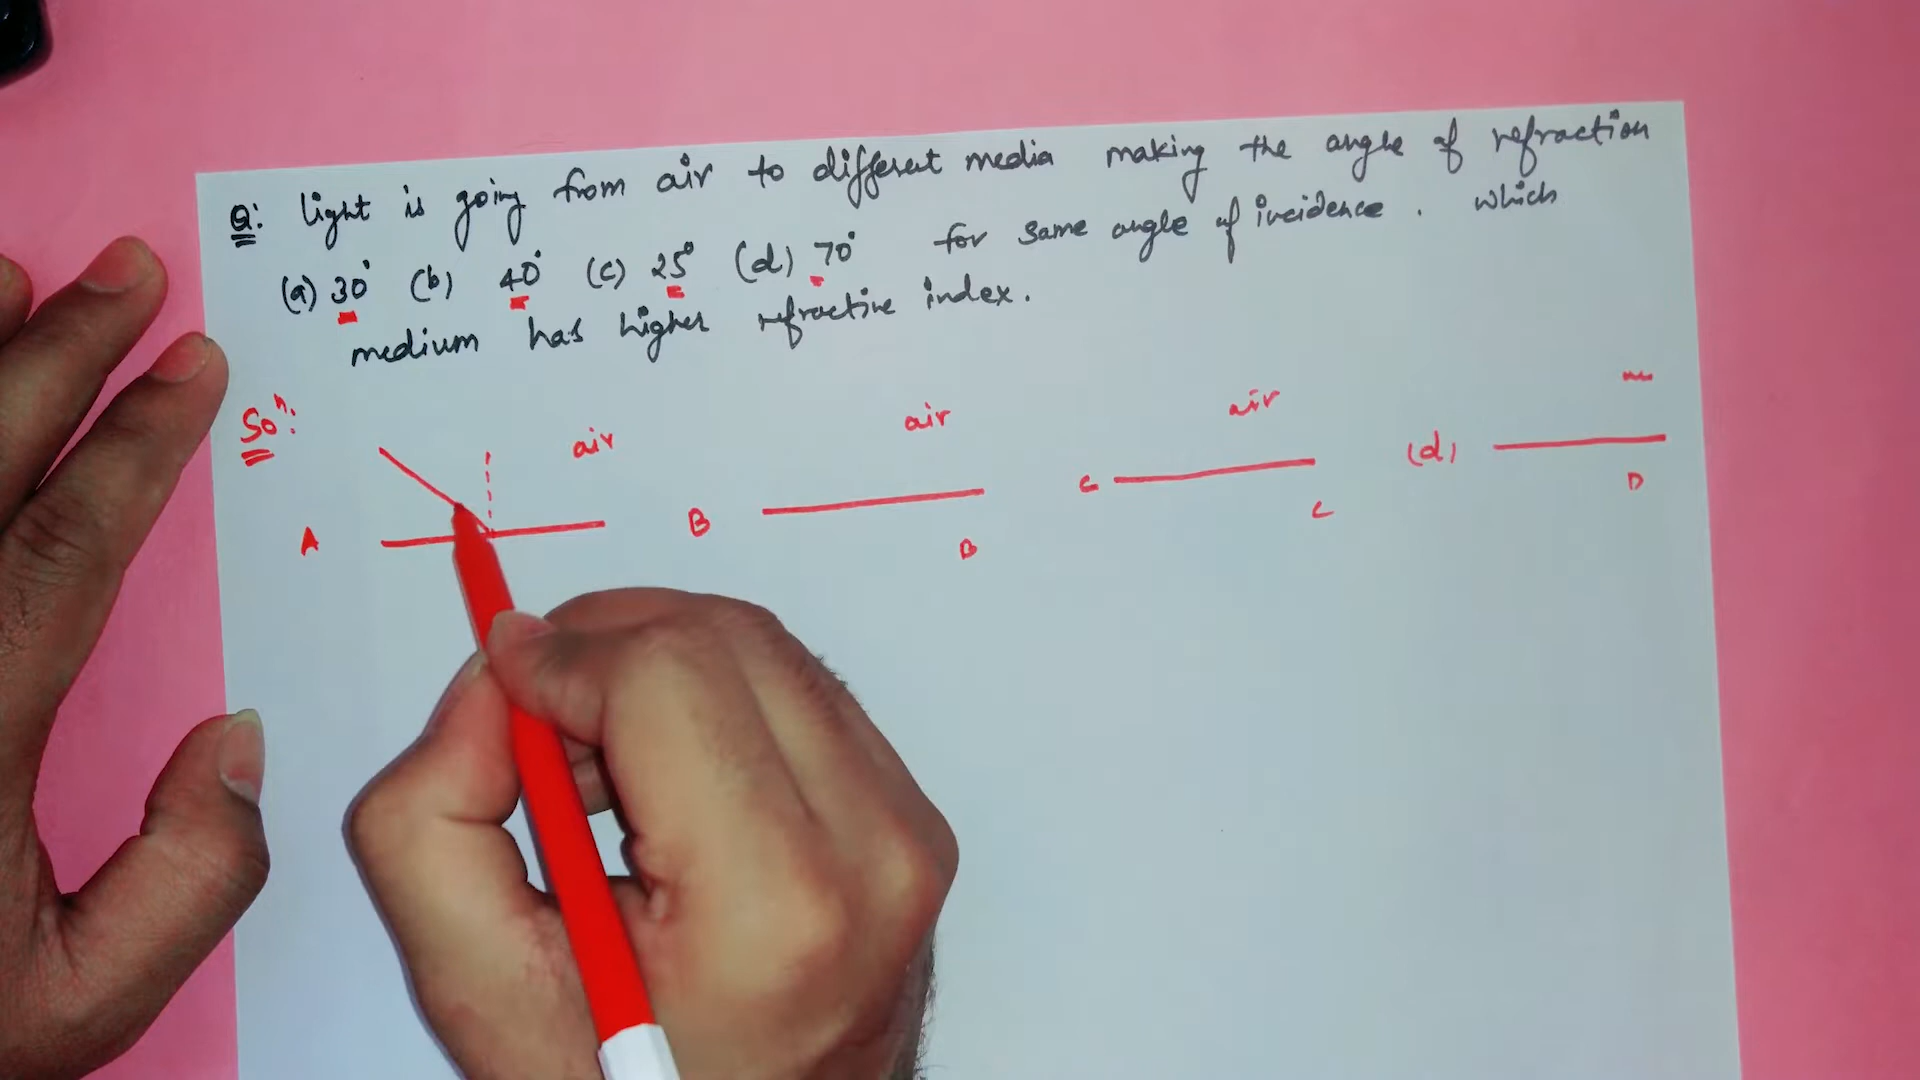 Q: Light is going from air to different media making the angle of refraction
(a) 30° (b) 40° (c) 25° (d) 70° for same angle of incidence. which
medium has higher refractive index.
Soⁿ:
air air air
A B C (d)
B C D